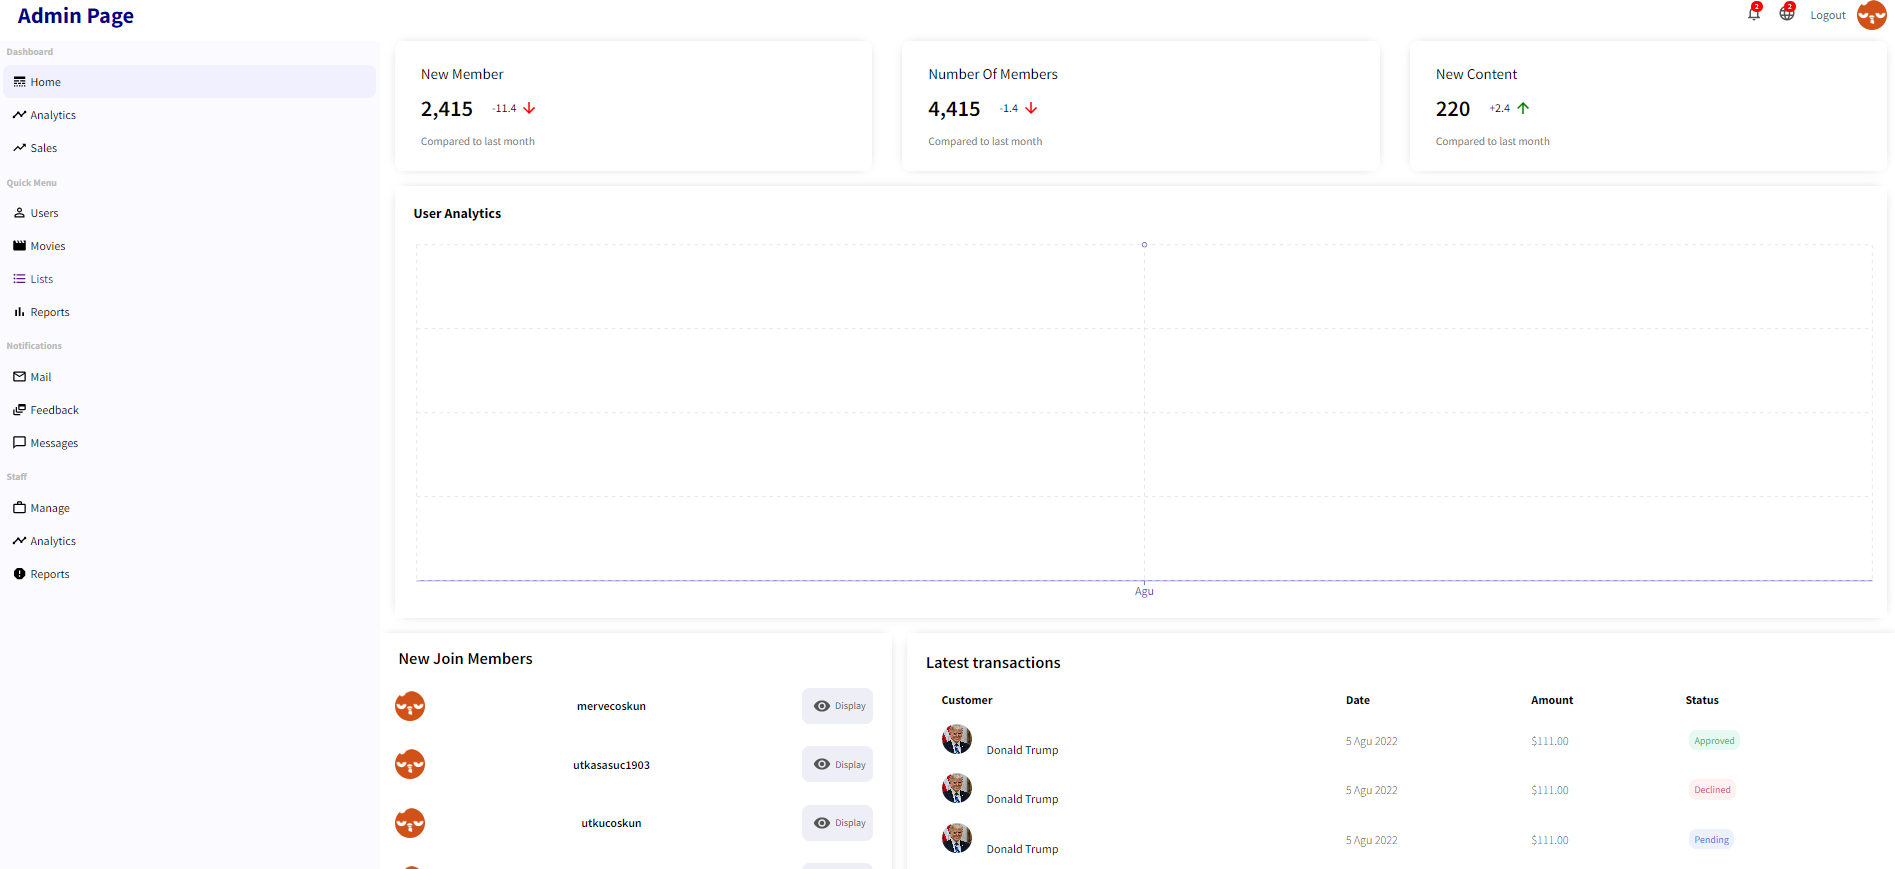 Admin Page
2
2
Logout
Dashboard
Home
Analytics
Sales
Quick Menu
Users
Movies
Lists
Reports
Notifications
Mail
Feedback
Messages
Staff
Manage
Analytics
Reports
New Member
2,415 -11.4
Compared to last month
Number Of Members
4,415 -1.4
Compared to last month
New Content
220 +2.4
Compared to last month
User Analytics
Agu
New Join Members
mervecoskun Display
utkasasuc1903 Display
utkucoskun Display
Latest transactions
Customer Date Amount Status
Donald Trump 5 Agu 2022 $111.00 Approved
Donald Trump 5 Agu 2022 $111.00 Declined
Donald Trump 5 Agu 2022 $111.00 Pending